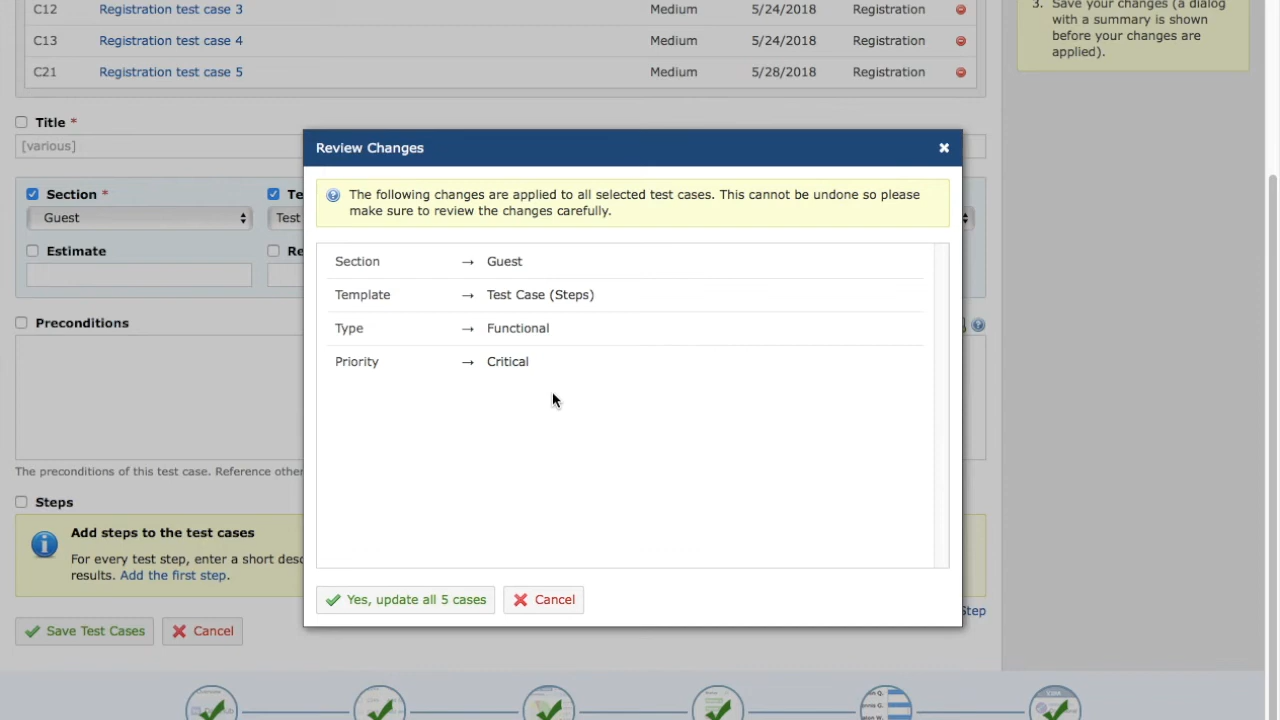 C12 Registration test case 3 Medium 5/24/2018 Registration
C13 Registration test case 4 Medium 5/24/2018 Registration
C21 Registration test case 5 Medium 5/28/2018 Registration
3. Save your changes (a dialog
with a summary is shown
before your changes are
applied).
Title *
[various]
Section *
Guest
Test
Estimate
Preconditions
The preconditions of this test case. Reference other
Steps
Add steps to the test cases
For every test step, enter a short
results. Add the first step.
Step
Save Test Cases
Cancel
Review Changes
The following changes are applied to all selected test cases. This cannot be undone so please
make sure to review the changes carefully.
Section → Guest
Template → Test Case (Steps)
Type → Functional
Priority → Critical
Yes, update all 5 cases
Cancel